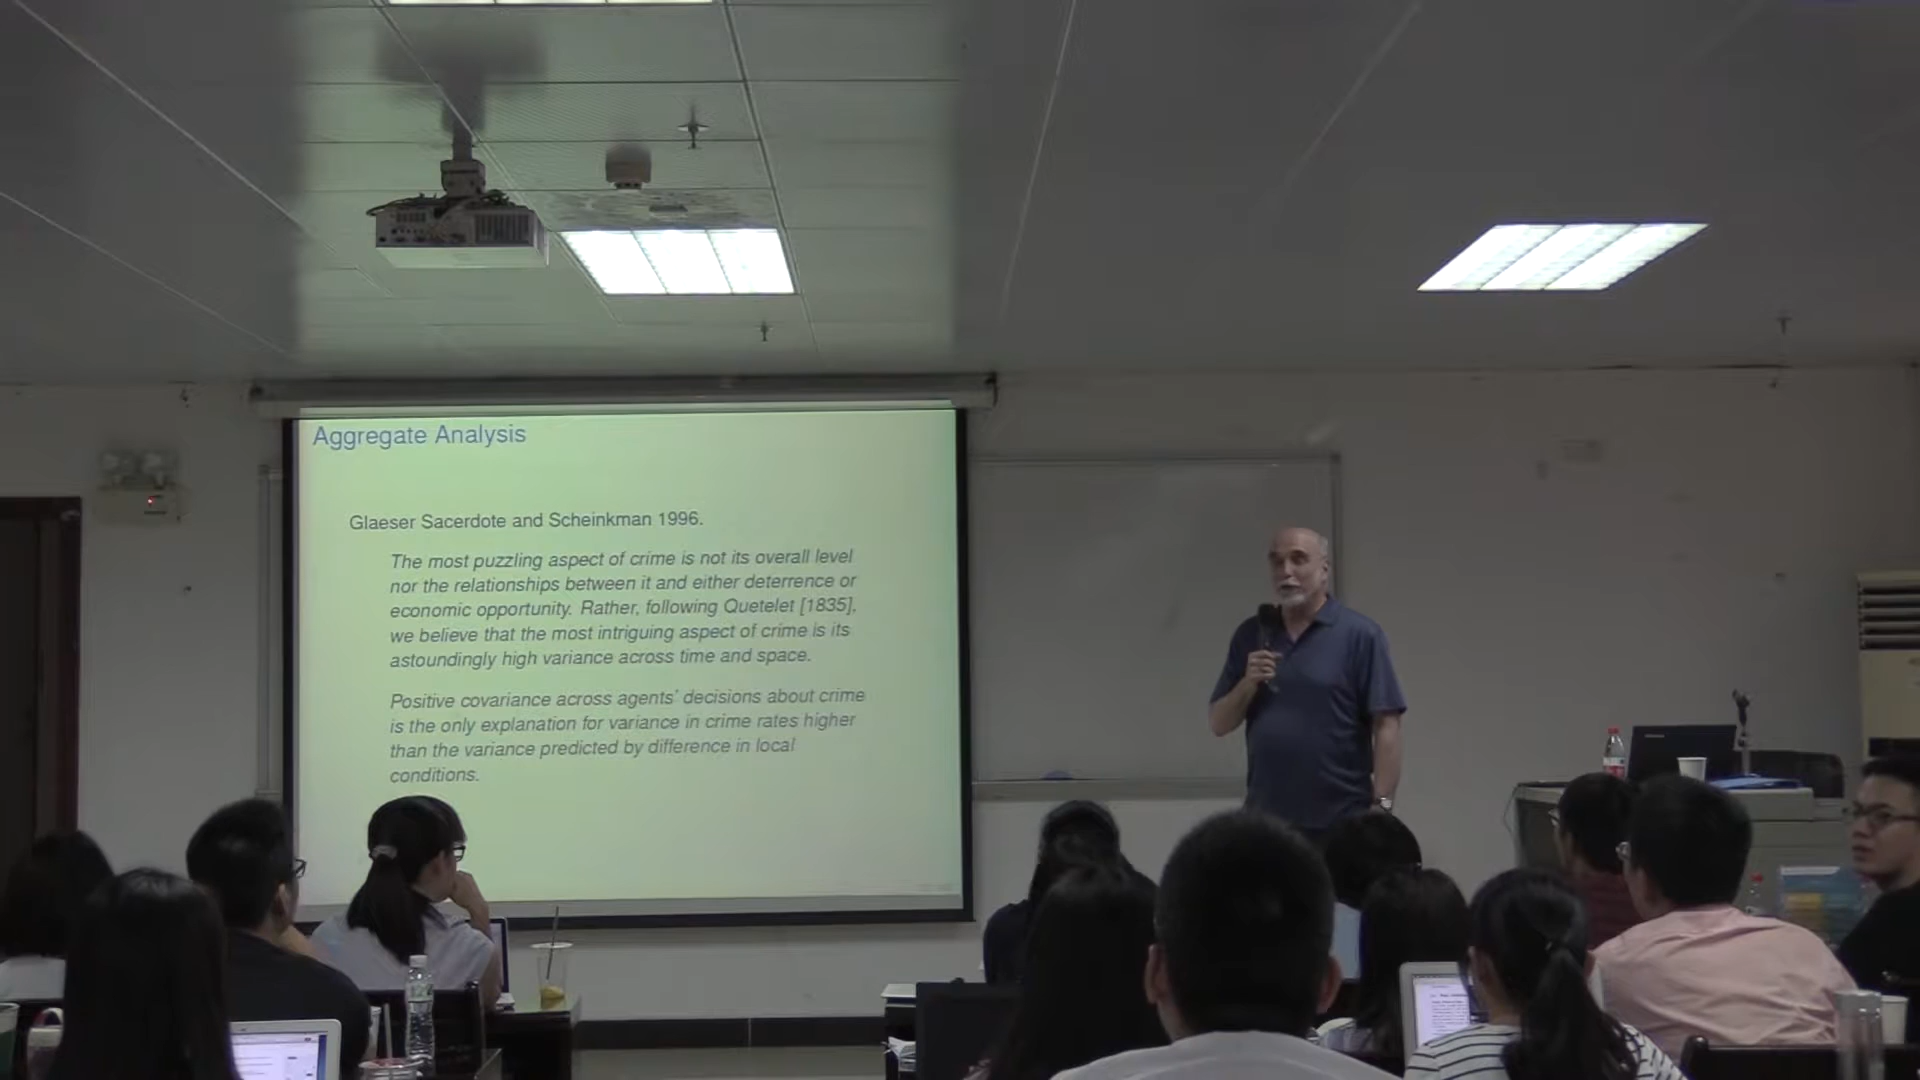 Aggregate Analysis
Glaeser Sacerdote and Scheinkman 1996.
The most puzzling aspect of crime is not its overall level
nor the relationships between it and either deterrence or
economic opportunity. Rather, following Quetelet [1835],
we believe that the most intriguing aspect of crime is its
astoundingly high variance across time and space.
Positive covariance across agents' decisions about crime
is the only explanation for variance in crime rates higher
than the variance predicted by difference in local
conditions.